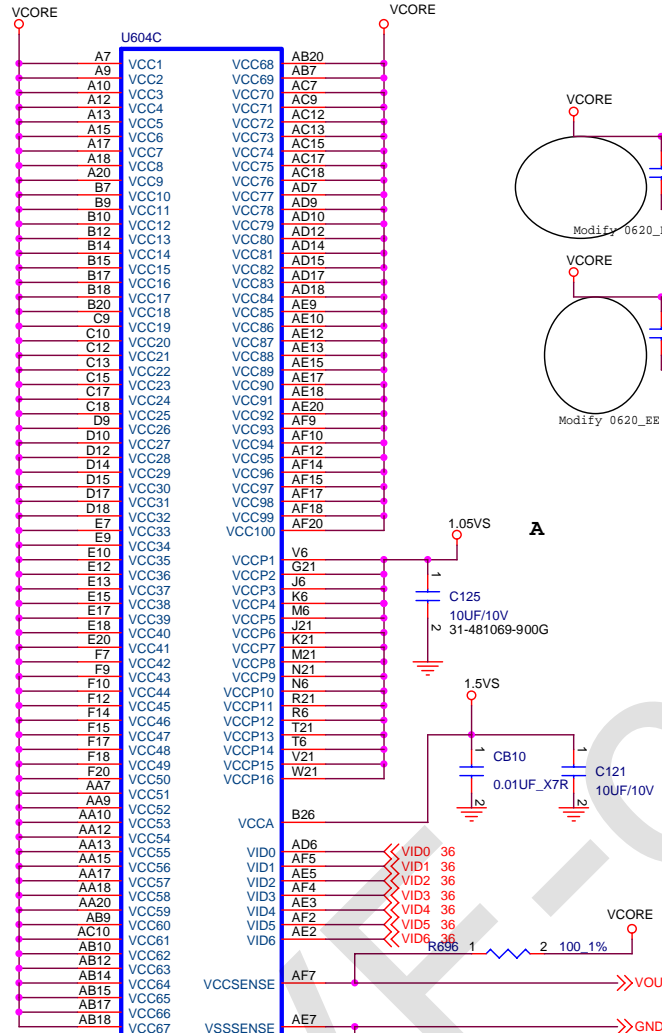 VCORE
VCORE
U604C
A7 VCC1 VCC68 AB20
A9 VCC2 VCC69 AB7
A10 VCC3 VCC70 AC7
A12 VCC4 VCC71 AC9
A13 VCC5 VCC72 AC12
A15 VCC6 VCC73 AC13
A17 VCC7 VCC74 AC15
A18 VCC8 VCC75 AC17
A20 VCC9 VCC76 AC18
B7 VCC10 VCC77 AD7
B9 VCC11 VCC78 AD9
B10 VCC12 VCC79 AD10
B12 VCC13 VCC80 AD12
B14 VCC14 VCC81 AD14
B15 VCC15 VCC82 AD15
B17 VCC16 VCC83 AD17
B18 VCC17 VCC84 AD18
B20 VCC18 VCC85 AE9
C9 VCC19 VCC86 AE10
C10 VCC20 VCC87 AE12
C12 VCC21 VCC88 AE13
C13 VCC22 VCC89 AE15
C15 VCC23 VCC90 AE17
C17 VCC24 VCC91 AE18
C18 VCC25 VCC92 AE20
D9 VCC26 VCC93 AF9
D10 VCC27 VCC94 AF10
D12 VCC28 VCC95 AF12
D14 VCC29 VCC96 AF14
D15 VCC30 VCC97 AF15
D17 VCC31 VCC98 AF17
D18 VCC32 VCC99 AF18
E7 VCC33 VCC100 AF20
E9 VCC34
E10 VCC35 VCCP1 V6
E12 VCC36 VCCP2 G21
E13 VCC37 VCCP3 J6
E15 VCC38 VCCP4 K6
E17 VCC39 VCCP5 M6
E18 VCC40 VCCP6 J21
E20 VCC41 VCCP7 K21
F7 VCC42 VCCP8 M21
F9 VCC43 VCCP9 N21
F10 VCC44 VCCP10 N6
F12 VCC45 VCCP11 R21
F14 VCC46 VCCP12 R6
F15 VCC47 VCCP13 T21
F17 VCC48 VCCP14 T6
F18 VCC49 VCCP15 V21
F20 VCC50 VCCP16 W21
AA7 VCC51
AA9 VCC52
AA10 VCC53 VCCA B26
AA12 VCC54
AA13 VCC55 VID0 AD6 VID0 36
AA15 VCC56 VID1 AF5 VID1 36
AA17 VCC57 VID2 AE5 VID2 36
AA18 VCC58 VID3 AF4 VID3 36
AA20 VCC59 VID4 AE3 VID4 36
AB9 VCC60 VID5 AF2 VID5 36
AC10 VCC61 VID6 AE2 VID6 36
AB10 VCC62
AB12 VCC63
AB14 VCC64 VCCSENSE AF7
AB15 VCC65
AB17 VCC66
AB18 VCC67 VSSSENSE AE7
VCORE
Modify 0620_
VCORE
Modify 0620_EE
A
1.05VS
1
C125
10UF/10V
2 31-481069-900G
1.5VS
1 1
CB10 C121
0.01UF_X7R 10UF/10V
2 2
VCORE
R696 1 2 100_1%
VOU
GND